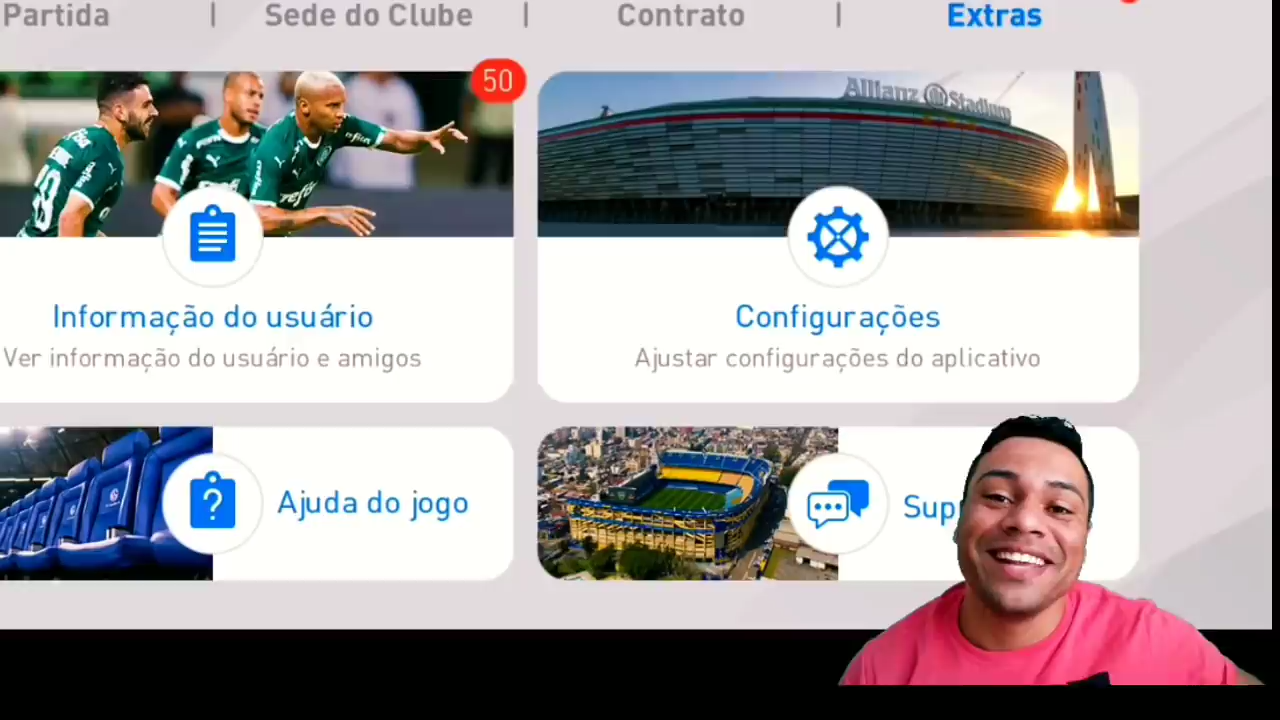 Partida | Sede do Clube | Contrato | Extras
50
Allianz Stadium
Informação do usuário
Ver informação do usuário e amigos
Configurações
Ajustar configurações do aplicativo
Ajuda do jogo